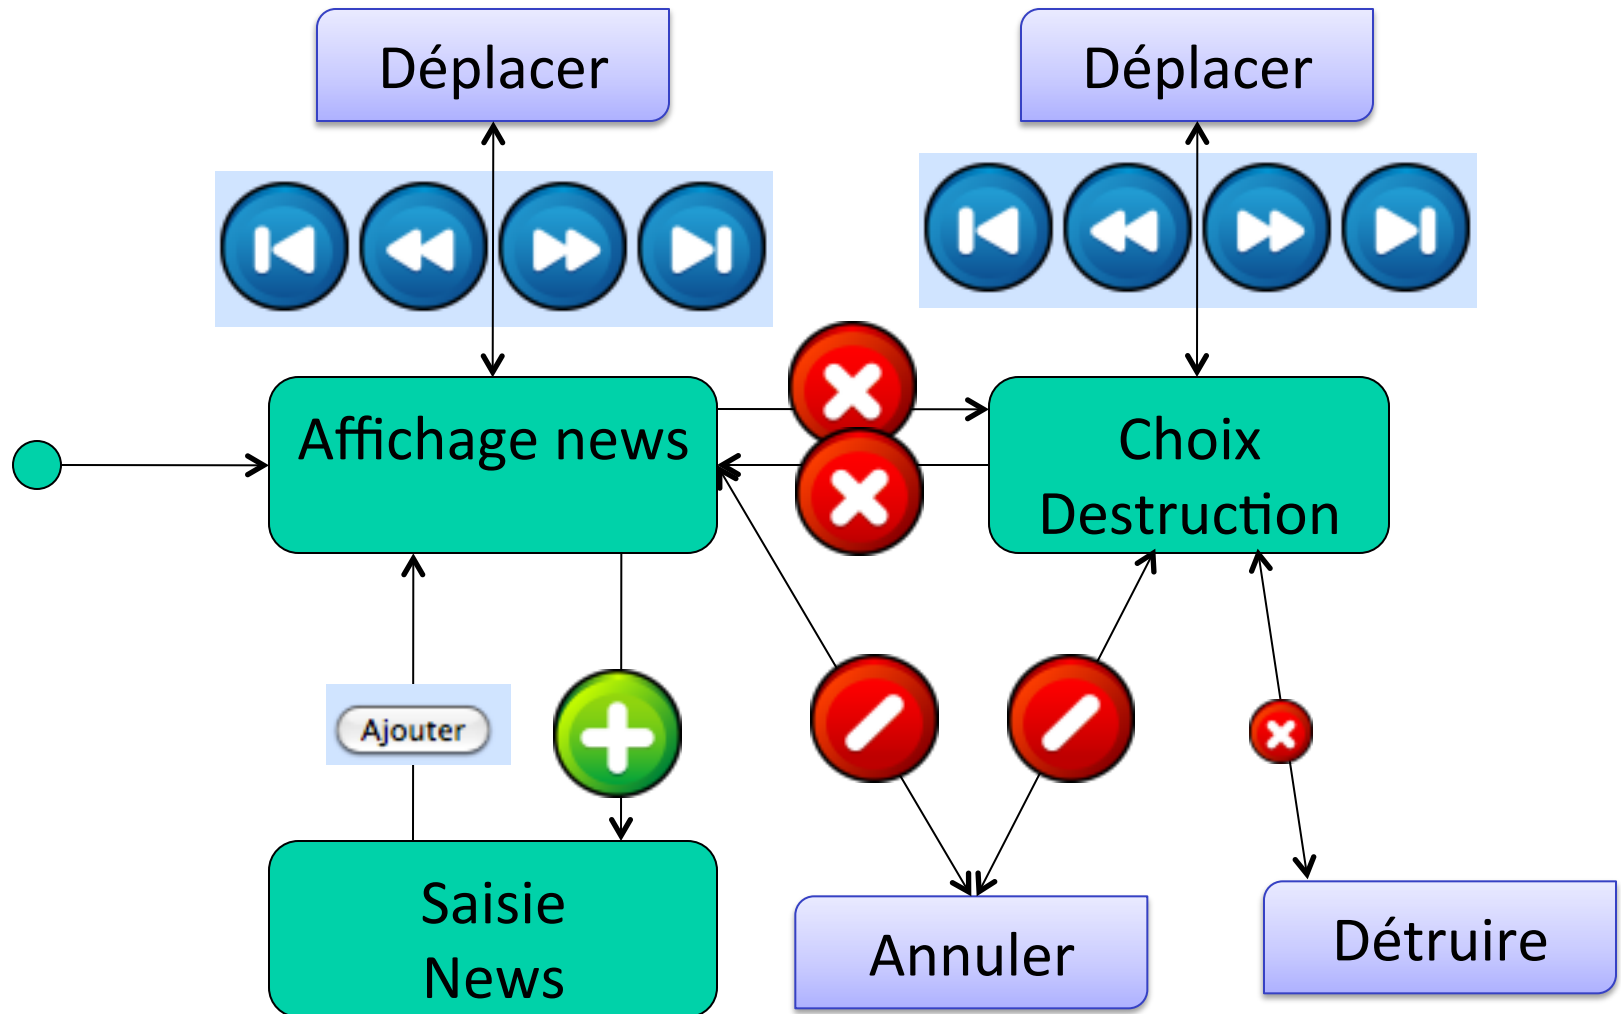 Déplacer
Déplacer
Affichage news
Choix
Destruction
Ajouter
Saisie
News
Annuler
Détruire